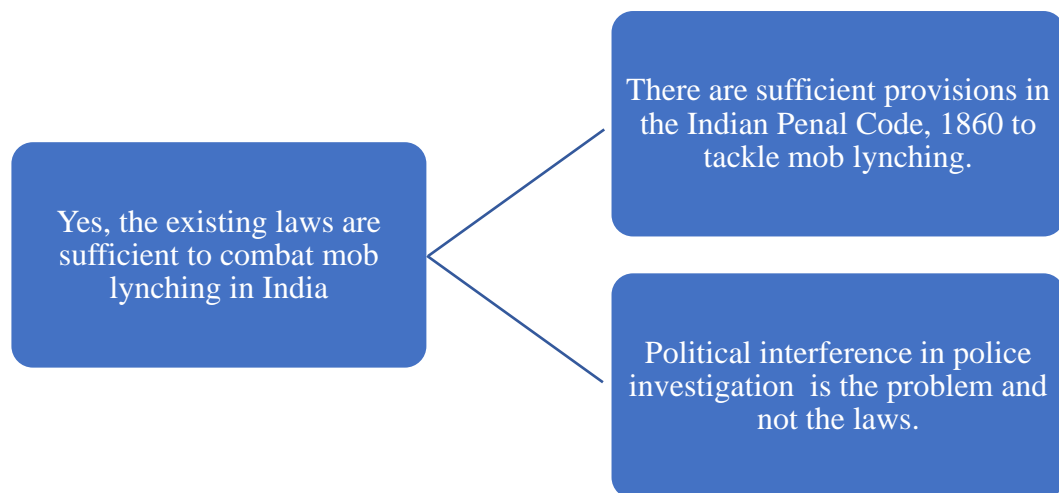 Yes, the existing laws are
sufficient to combat mob
lynching in India
There are sufficient provisions in
the Indian Penal Code, 1860 to
tackle mob lynching.
Political interference in police
investigation  is the problem and
not the laws.